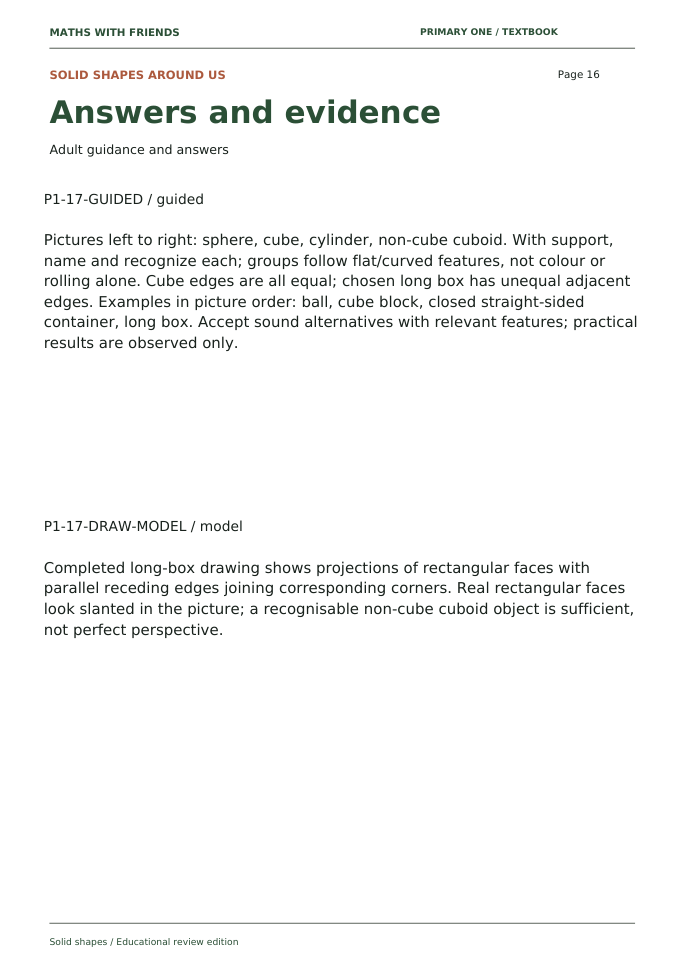 MATHS WITH FRIENDS
PRIMARY ONE / TEXTBOOK
SOLID SHAPES AROUND US
Page 16
Answers and evidence
Adult guidance and answers
P1-17-GUIDED / guided
Pictures left to right: sphere, cube, cylinder, non-cube cuboid. With support,
name and recognize each; groups follow flat/curved features, not colour or
rolling alone. Cube edges are all equal; chosen long box has unequal adjacent
edges. Examples in picture order: ball, cube block, closed straight-sided
container, long box. Accept sound alternatives with relevant features; practical
results are observed only.
P1-17-DRAW-MODEL / model
Completed long-box drawing shows projections of rectangular faces with
parallel receding edges joining corresponding corners. Real rectangular faces
look slanted in the picture; a recognisable non-cube cuboid object is sufficient,
not perfect perspective.
Solid shapes / Educational review edition